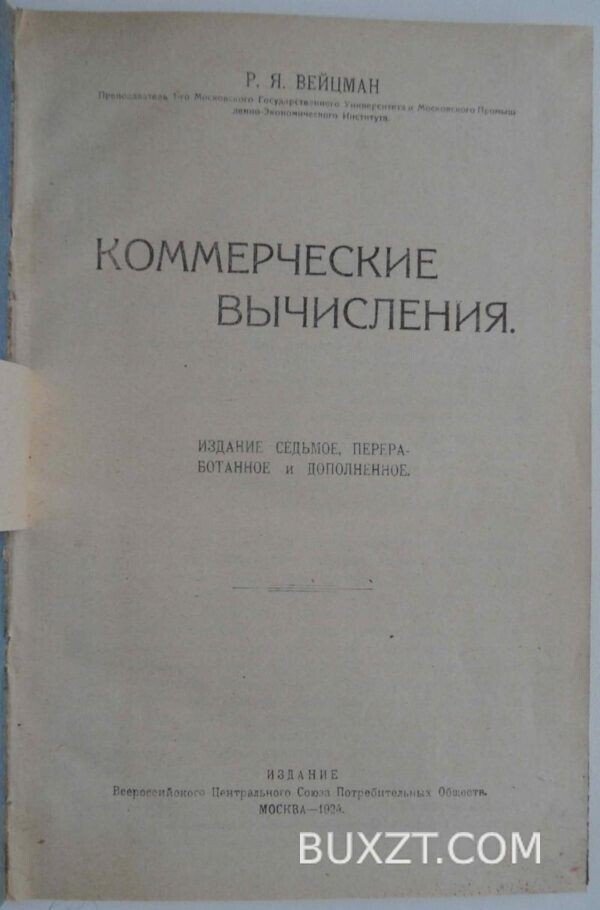 Р. Я. ВЕЙЦМАН
Преподаватель 1-го Московского Государственного Университета и Московского Промыш
ленно-Экономического Института.
КОММЕРЧЕСКИЕ
ВЫЧИСЛЕНИЯ.
ИЗДАНИЕ СЕДЬМОЕ, ПЕРЕРА-
БОТАННОЕ и ДОПОЛНЕННОЕ.
ИЗДАНИЕ
Всероссийского Центрального Союза Потребительных Обществ.
МОСКВА—1924.
BUXZT.COM